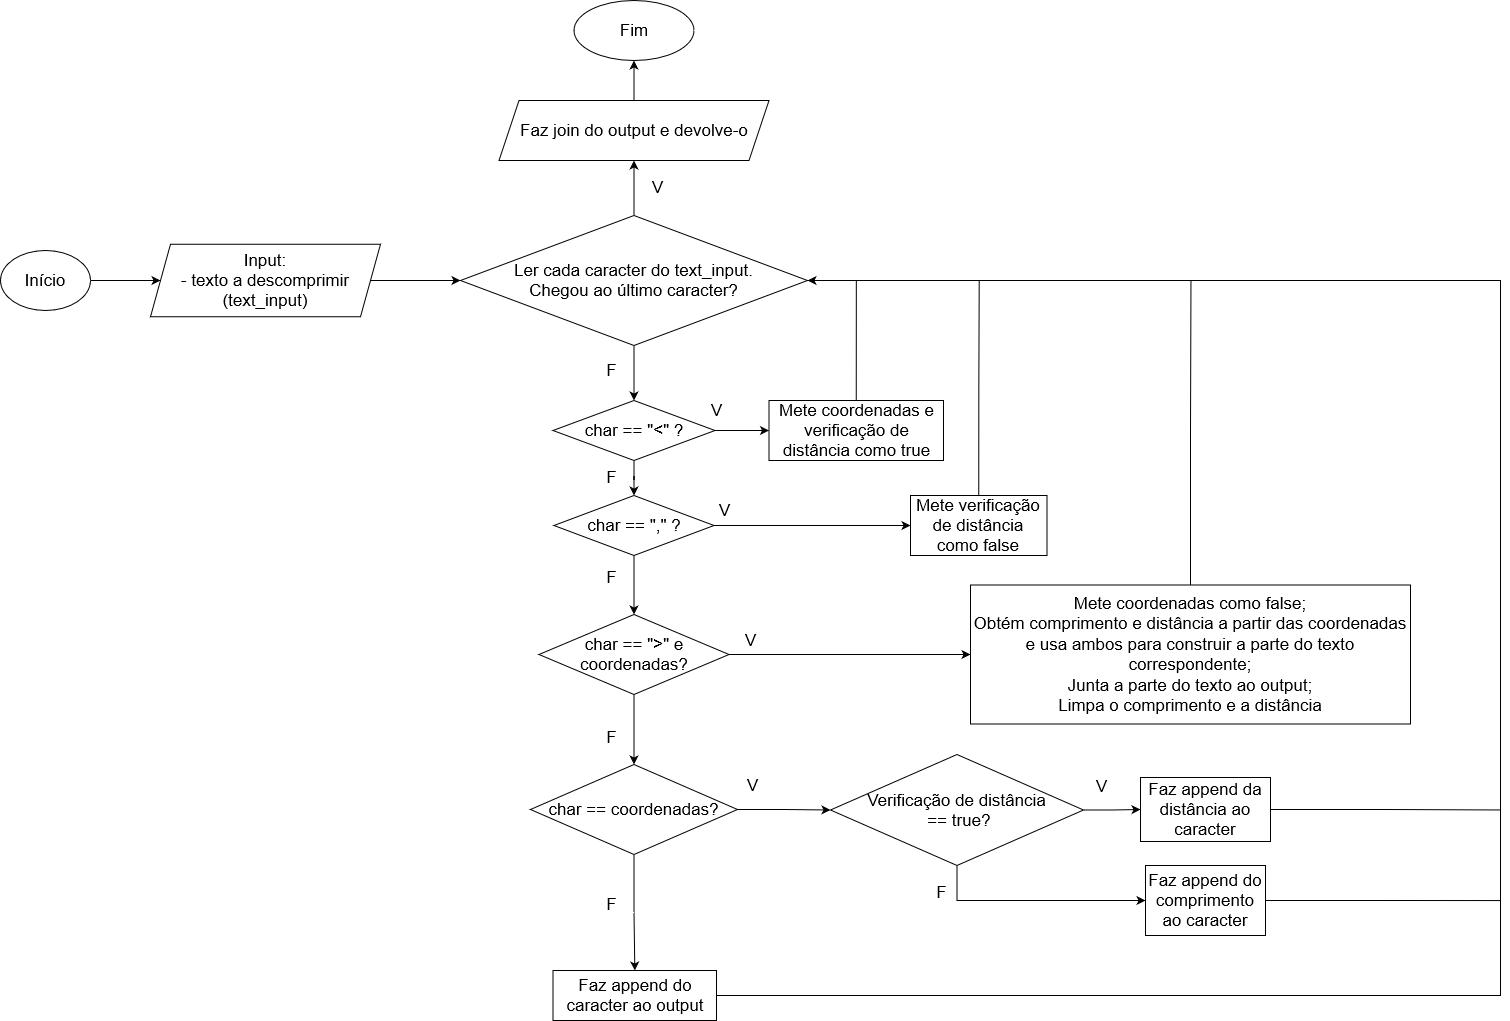 Fim
Faz join do output e devolve-o
V
Início
Input:
- texto a descomprimir
(text_input)
Ler cada caracter do text_input.
Chegou ao último caracter?
F
char == "<" ?
V
Mete coordenadas e
verificação de
distância como true
F
char == "," ?
V
Mete verificação
de distância
como false
F
char == ">" e
coordenadas?
V
Mete coordenadas como false;
Obtém comprimento e distância a partir das coordenadas
e usa ambos para construir a parte do texto
correspondente;
Junta a parte do texto ao output;
Limpa o comprimento e a distância
F
char == coordenadas?
V
Verificação de distância
== true?
V
Faz append da
distância ao
caracter
F
Faz append do
comprimento
ao caracter
F
Faz append do
caracter ao output